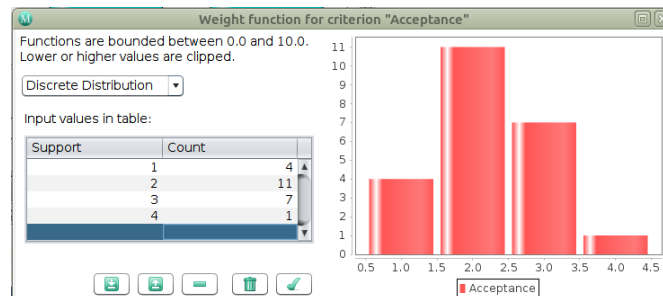 Weight function for criterion "Acceptance"
Functions are bounded between 0.0 and 10.0.
Lower or higher values are clipped.
Discrete Distribution
Input values in table:
Support Count
1 4
2 11
3 7
4 1
11
10
9
8
7
6
5
4
3
2
1
0
0.5 1.0 1.5 2.0 2.5 3.0 3.5 4.0 4.5
Acceptance